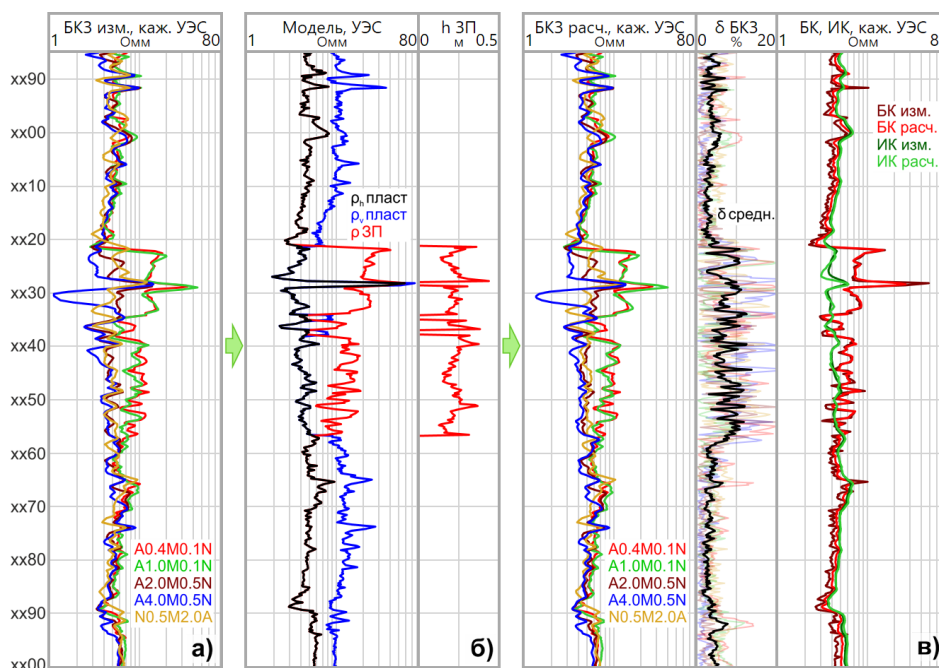 БКЗ изм., каж. УЭС
1 Омм 80
Модель, УЭС
1 Омм 80
h ЗП
0 м 0.5
БКЗ расч., каж. УЭС
1 Омм 80
δ БКЗ
0 % 20
БК, ИК, каж. УЭС
1 Омм 8
xx90
xx00
xx10
xx20
xx30
xx40
xx50
xx60
xx70
xx80
xx90
xx00
ρh пласт
ρv пласт
ρ ЗП
δ средн.
БК изм.
БК расч.
ИК изм.
ИК расч.
A0.4M0.1N
A1.0M0.1N
A2.0M0.5N
A4.0M0.5N
N0.5M2.0A
а)
б)
A0.4M0.1N
A1.0M0.1N
A2.0M0.5N
A4.0M0.5N
N0.5M2.0A
в)